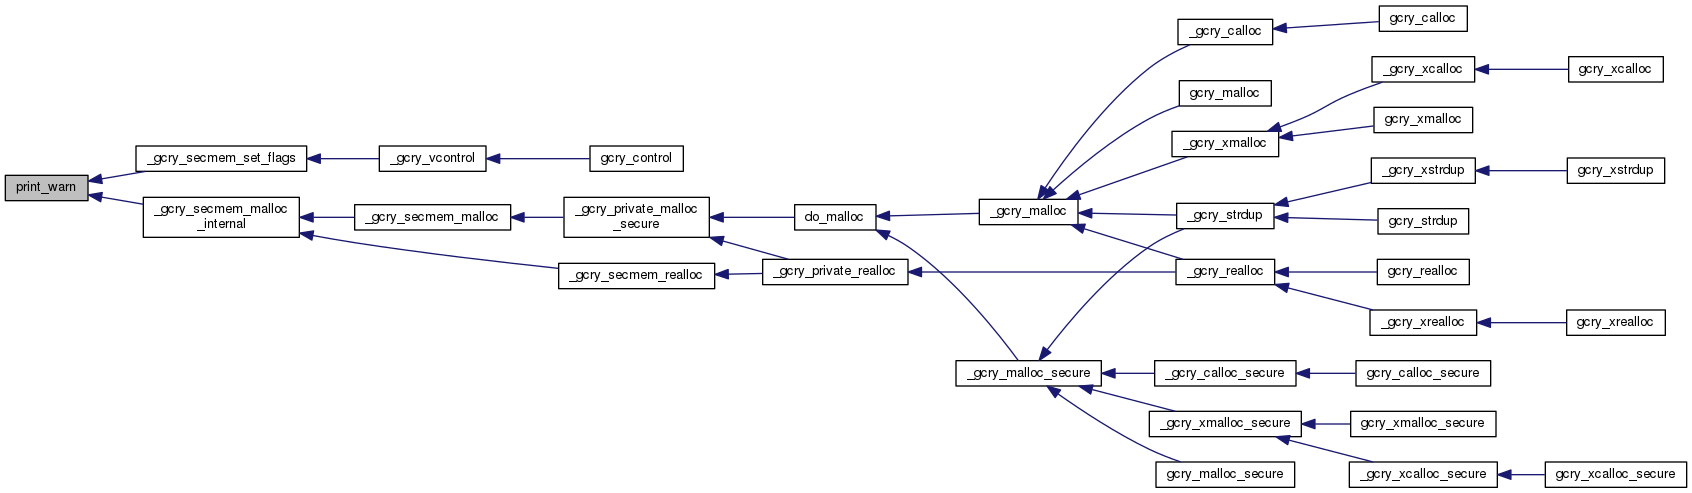 print_warn
_gcry_secmem_set_flags
_gcry_vcontrol
gcry_control
_gcry_secmem_malloc
_internal
_gcry_secmem_malloc
_gcry_private_malloc
_secure
do_malloc
_gcry_secmem_realloc
_gcry_private_realloc
_gcry_malloc
_gcry_calloc
gcry_calloc
gcry_malloc
_gcry_xmalloc
_gcry_xcalloc
gcry_xcalloc
gcry_xmalloc
_gcry_strdup
_gcry_xstrdup
gcry_xstrdup
gcry_strdup
_gcry_realloc
gcry_realloc
_gcry_xrealloc
gcry_xrealloc
_gcry_malloc_secure
_gcry_calloc_secure
gcry_calloc_secure
_gcry_xmalloc_secure
gcry_xmalloc_secure
gcry_malloc_secure
_gcry_xcalloc_secure
gcry_xcalloc_secure